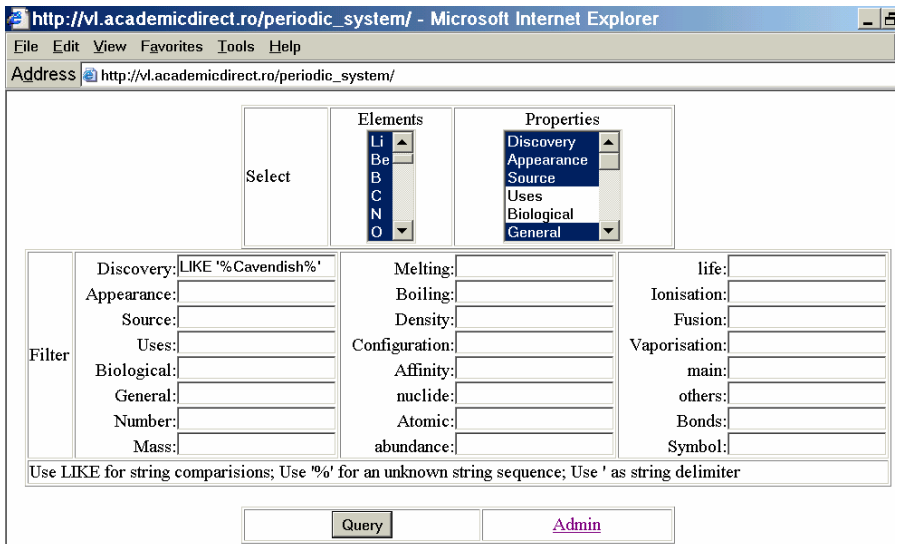 http://vl.academicdirect.ro/periodic_system/ - Microsoft Internet Explorer
File Edit View Favorites Tools Help
Address http://vl.academicdirect.ro/periodic_system/
Select
Elements
Li
Be
B
C
N
O
Properties
Discovery
Appearance
Source
Uses
Biological
General
Filter
Discovery: LIKE '%Cavendish%'
Appearance:
Source:
Uses:
Biological:
General:
Number:
Mass:
Melting:
Boiling:
Density:
Configuration:
Affinity:
nuclide:
Atomic:
abundance:
life:
Ionisation:
Fusion:
Vaporisation:
main:
others:
Bonds:
Symbol:
Use LIKE for string comparisions; Use '%' for an unknown string sequence; Use ' as string delimiter
Query
Admin